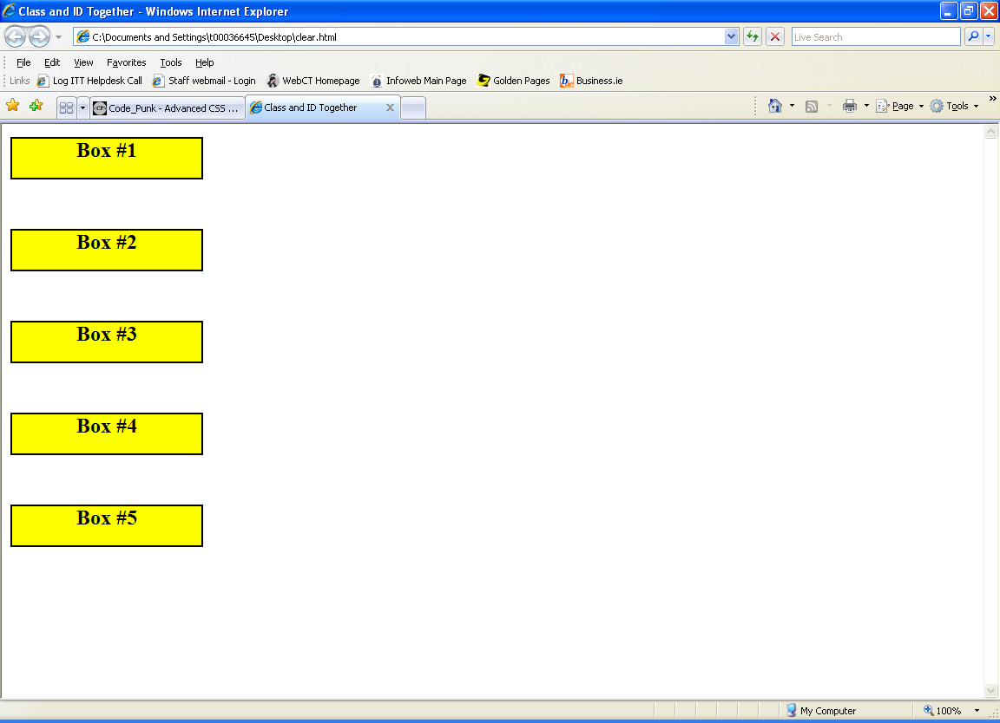 Class and ID Together - Windows Internet Explorer
C:\Documents and Settings\t00036645\Desktop\clear.html
Live Search
File Edit View Favorites Tools Help
Links Log ITT Helpdesk Call Staff webmail - Login WebCT Homepage Infoweb Main Page Golden Pages Business.ie
Code_Punk - Advanced CSS ... Class and ID Together Page Tools
Box #1
Box #2
Box #3
Box #4
Box #5
My Computer 100%